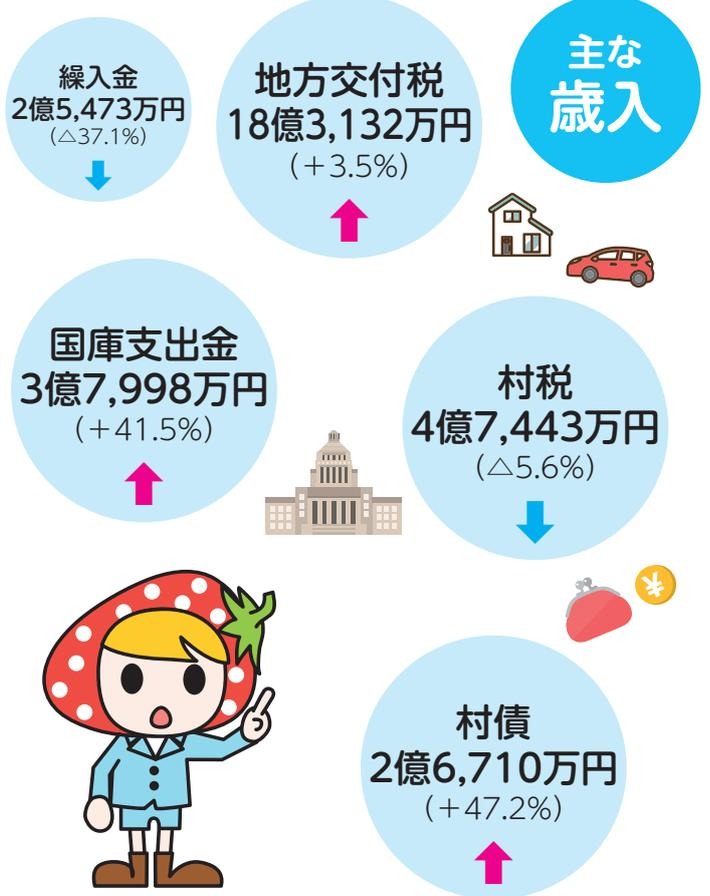 主な
歳入
地方交付税
18億3,132万円
(＋3.5%)
繰入金
2億5,473万円
(△37.1%)
国庫支出金
3億7,998万円
(＋41.5%)
村税
4億7,443万円
(△5.6%)
¥
村債
2億6,710万円
(＋47.2%)